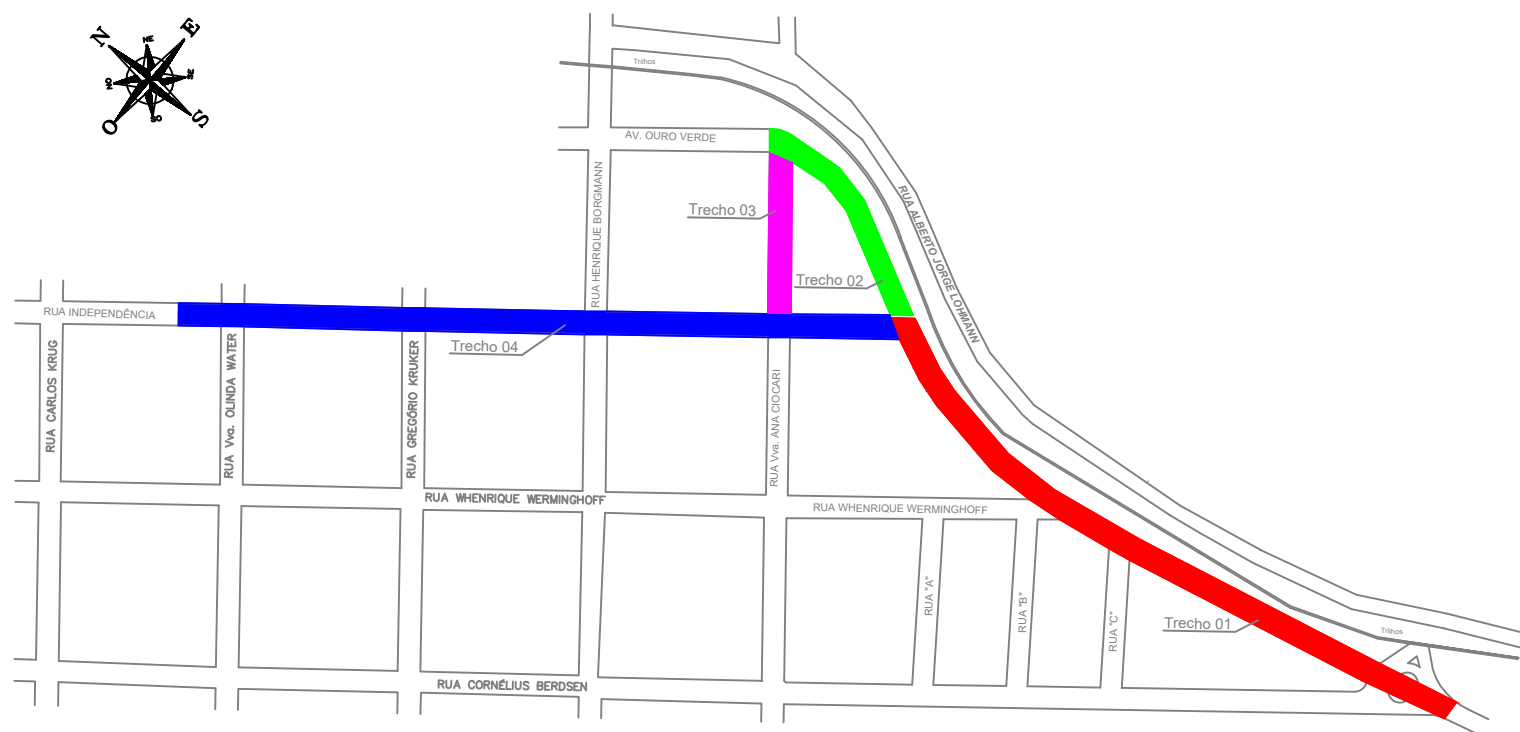 N
NE
E
NO
SE
O
SO
S
Trilhos
AV. OURO VERDE
RUA HENRIQUE BORGMANN
Trecho 03
RUA ALBERTO JORGE LOHMANN
Trecho 02
RUA INDEPENDÊNCIA
Trecho 04
RUA CARLOS KRUG
RUA Vva. OLINDA WATER
RUA GREGÓRIO KRUKER
RUA Vva. ANA CIOCARI
RUA WHENRIQUE WERMINGHOFF
RUA WHENRIQUE WERMINGHOFF
RUA "A"
RUA "B"
RUA "C"
Trecho 01
Trilhos
RUA CORNÉLIUS BERDSEN